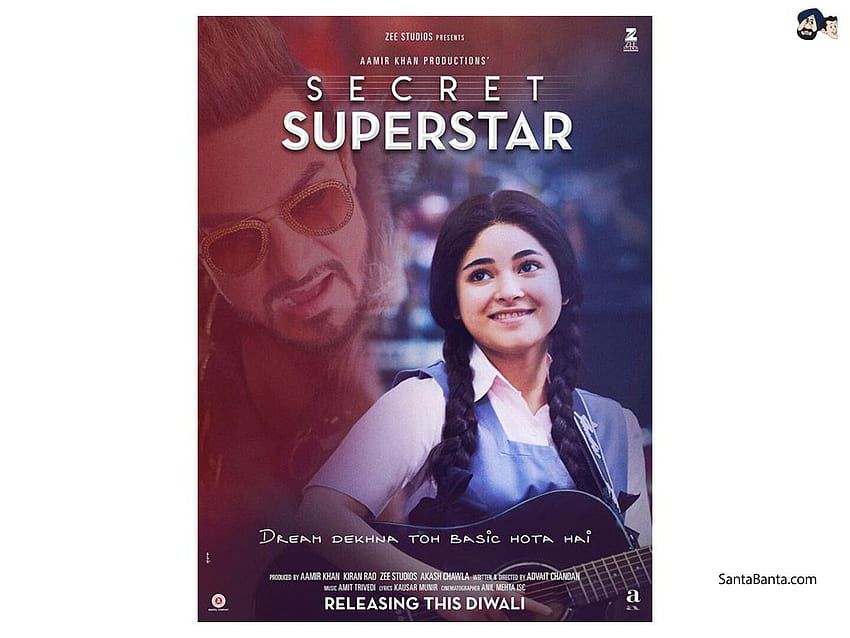 ZEE STUDIOS PRESENTS
Z
ZEE
AAMIR KHAN PRODUCTIONS'
SECRET
SUPERSTAR
DREAM DEKHNA TOH BASIC HOTA HAI
PRODUCED BY AAMIR KHAN KIRAN RAO ZEE STUDIOS AKASH CHAWLA WRITTEN & DIRECTED BY ADVAIT CHANDAN
MUSIC AMIT TRIVEDI LYRICS KAUSAR MUNIR CINEMATOGRAPHER ANIL MEHTA ISC
RELEASING THIS DIWALI
a
SantaBanta.com